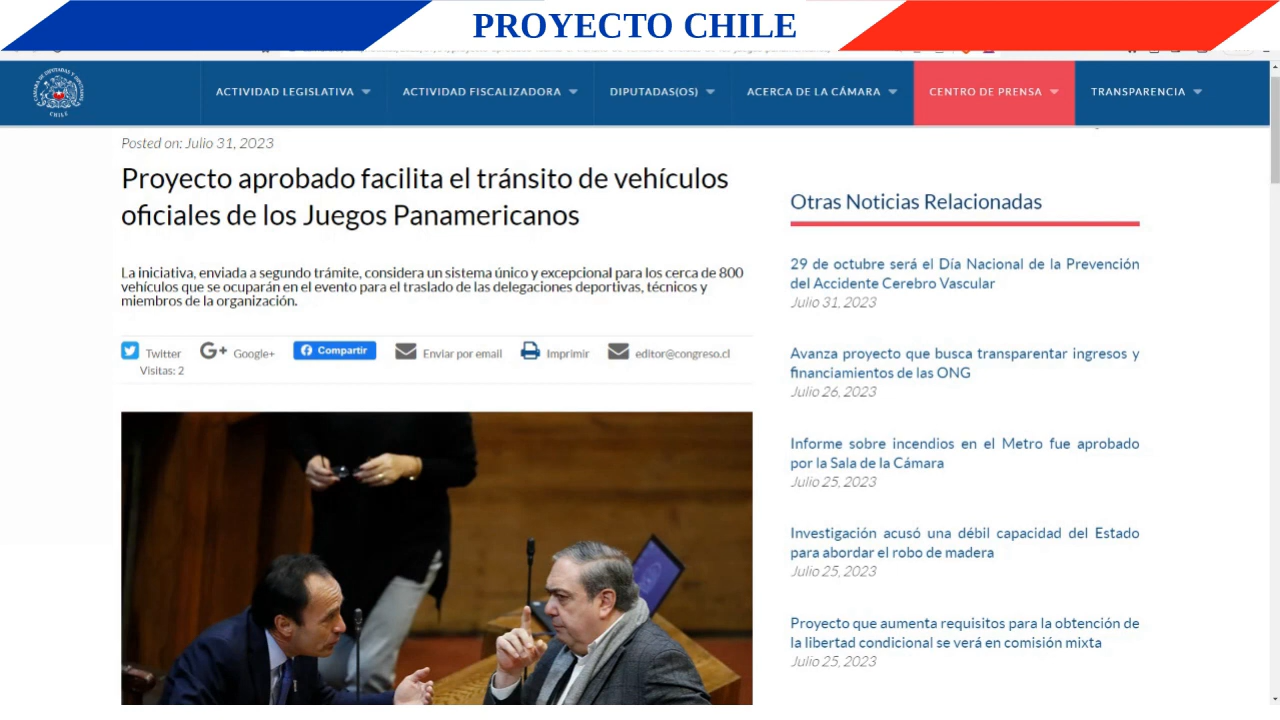 PROYECTO CHILE
CÁMARA DE DIPUTADAS Y DIPUTADOS
CHILE
ACTIVIDAD LEGISLATIVA
ACTIVIDAD FISCALIZADORA
DIPUTADAS(OS)
ACERCA DE LA CÁMARA
CENTRO DE PRENSA
TRANSPARENCIA
Posted on: Julio 31, 2023
Proyecto aprobado facilita el tránsito de vehículos
oficiales de los Juegos Panamericanos
La iniciativa, enviada a segundo trámite, considera un sistema único y excepcional para los cerca de 800
vehículos que se ocuparán en el evento para el traslado de las delegaciones deportivas, técnicos y
miembros de la organización.
Twitter
Google+
Compartir
Enviar por email
Imprimir
editor@congreso.cl
Visitas: 2
Otras Noticias Relacionadas
29 de octubre será el Día Nacional de la Prevención
del Accidente Cerebro Vascular
Julio 31, 2023
Avanza proyecto que busca transparentar ingresos y
financiamientos de las ONG
Julio 26, 2023
Informe sobre incendios en el Metro fue aprobado
por la Sala de la Cámara
Julio 25, 2023
Investigación acusó una débil capacidad del Estado
para abordar el robo de madera
Julio 25, 2023
Proyecto que aumenta requisitos para la obtención de
la libertad condicional se verá en comisión mixta
Julio 25, 2023